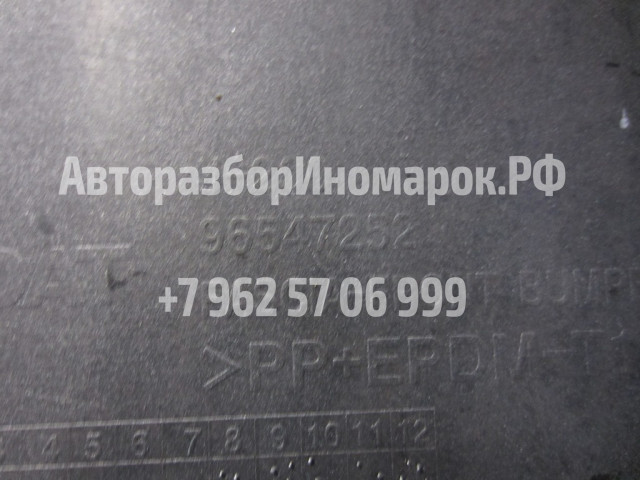 АвторазборИномарок.РФ
96547252
+7 962 57 06 999
BUMP
>PP+EPDM-T
4 5 6 7 8 9 10 11 12